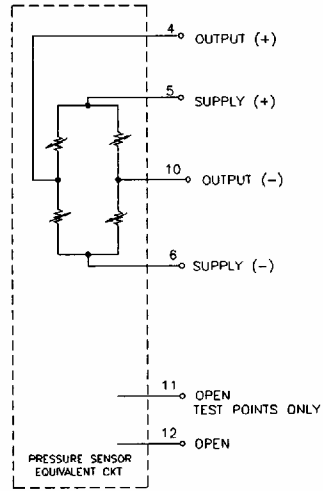 4
OUTPUT (+)
5
SUPPLY (+)
10
OUTPUT (-)
6
SUPPLY (-)
11
OPEN
TEST POINTS ONLY
12
OPEN
PRESSURE SENSOR
EQUIVALENT CKT